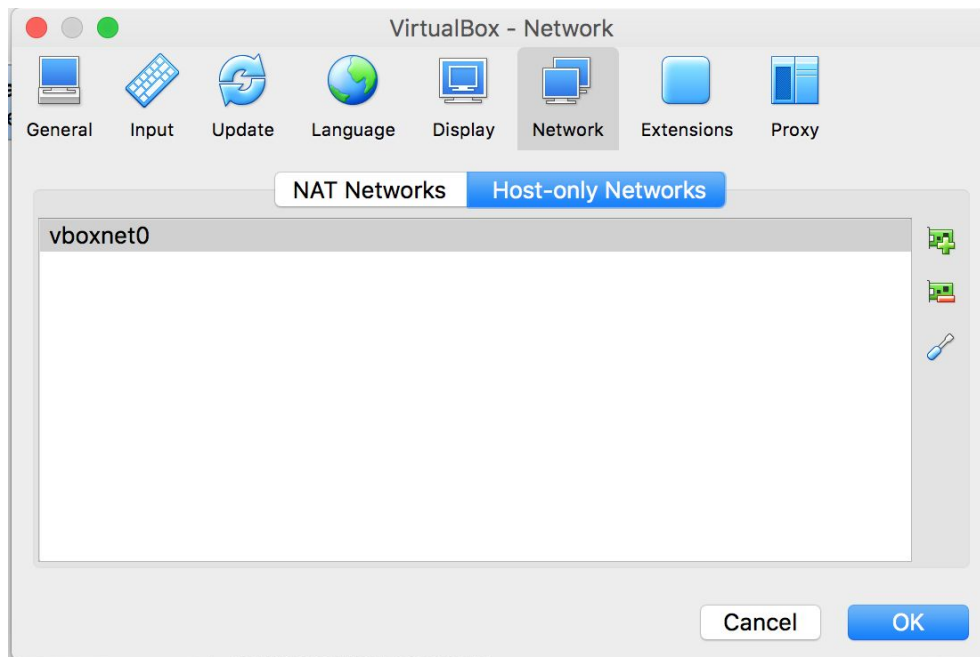 VirtualBox - Network
General Input Update Language Display Network Extensions Proxy
NAT Networks Host-only Networks
vboxnet0
Cancel OK